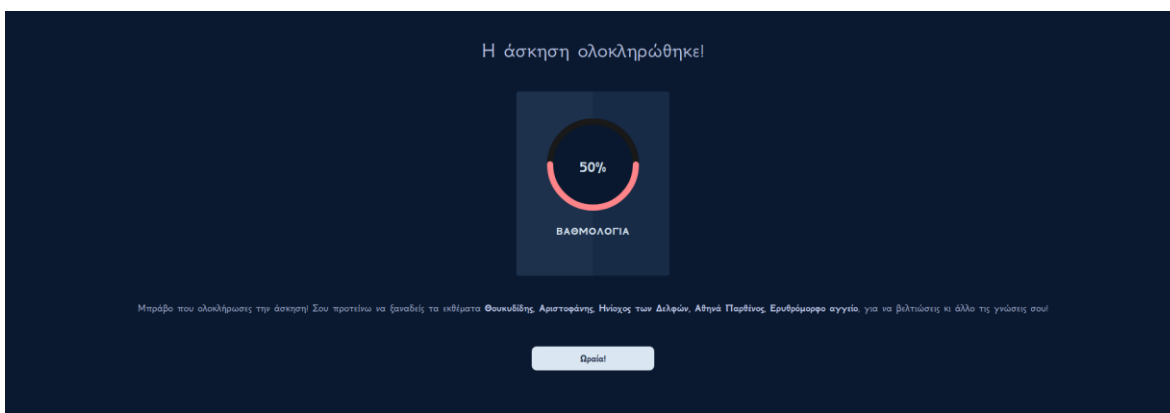 Η άσκηση ολοκληρώθηκε!
50%
ΒΑΘΜΟΛΟΓΙΑ
Μπράβο που ολοκλήρωσες την άσκηση! Σου προτείνω να ξαναδείς τα εκθέματα Θουκυδίδης, Αριστοφάνης, Ηνίοχος των Δελφών, Αθηνά Παρθένος, Ερυθρόμορφο αγγείο, για να βελτιώσεις κι άλλο τις γνώσεις σου!
Ωραία!